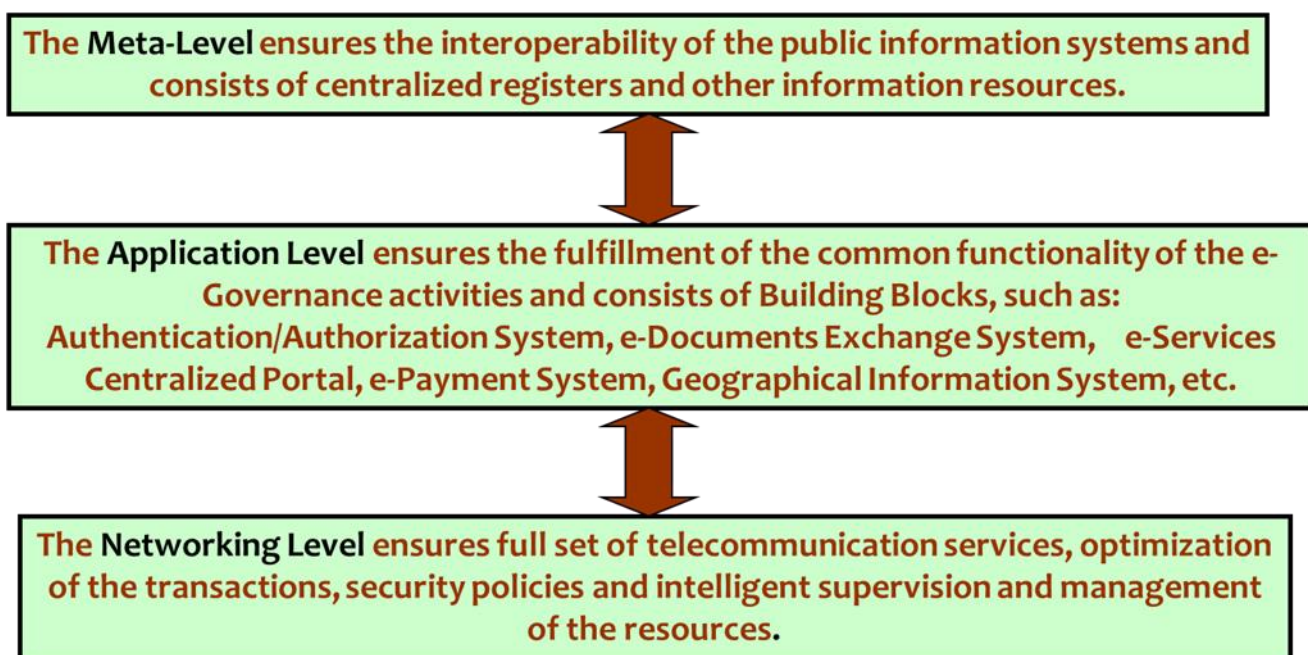 The Meta-Level ensures the interoperability of the public information systems and
consists of centralized registers and other information resources.
The Application Level ensures the fulfillment of the common functionality of the e-
Governance activities and consists of Building Blocks, such as:
Authentication/Authorization System, e-Documents Exchange System, e-Services
Centralized Portal, e-Payment System, Geographical Information System, etc.
The Networking Level ensures full set of telecommunication services, optimization
of the transactions, security policies and intelligent supervision and management
of the resources.